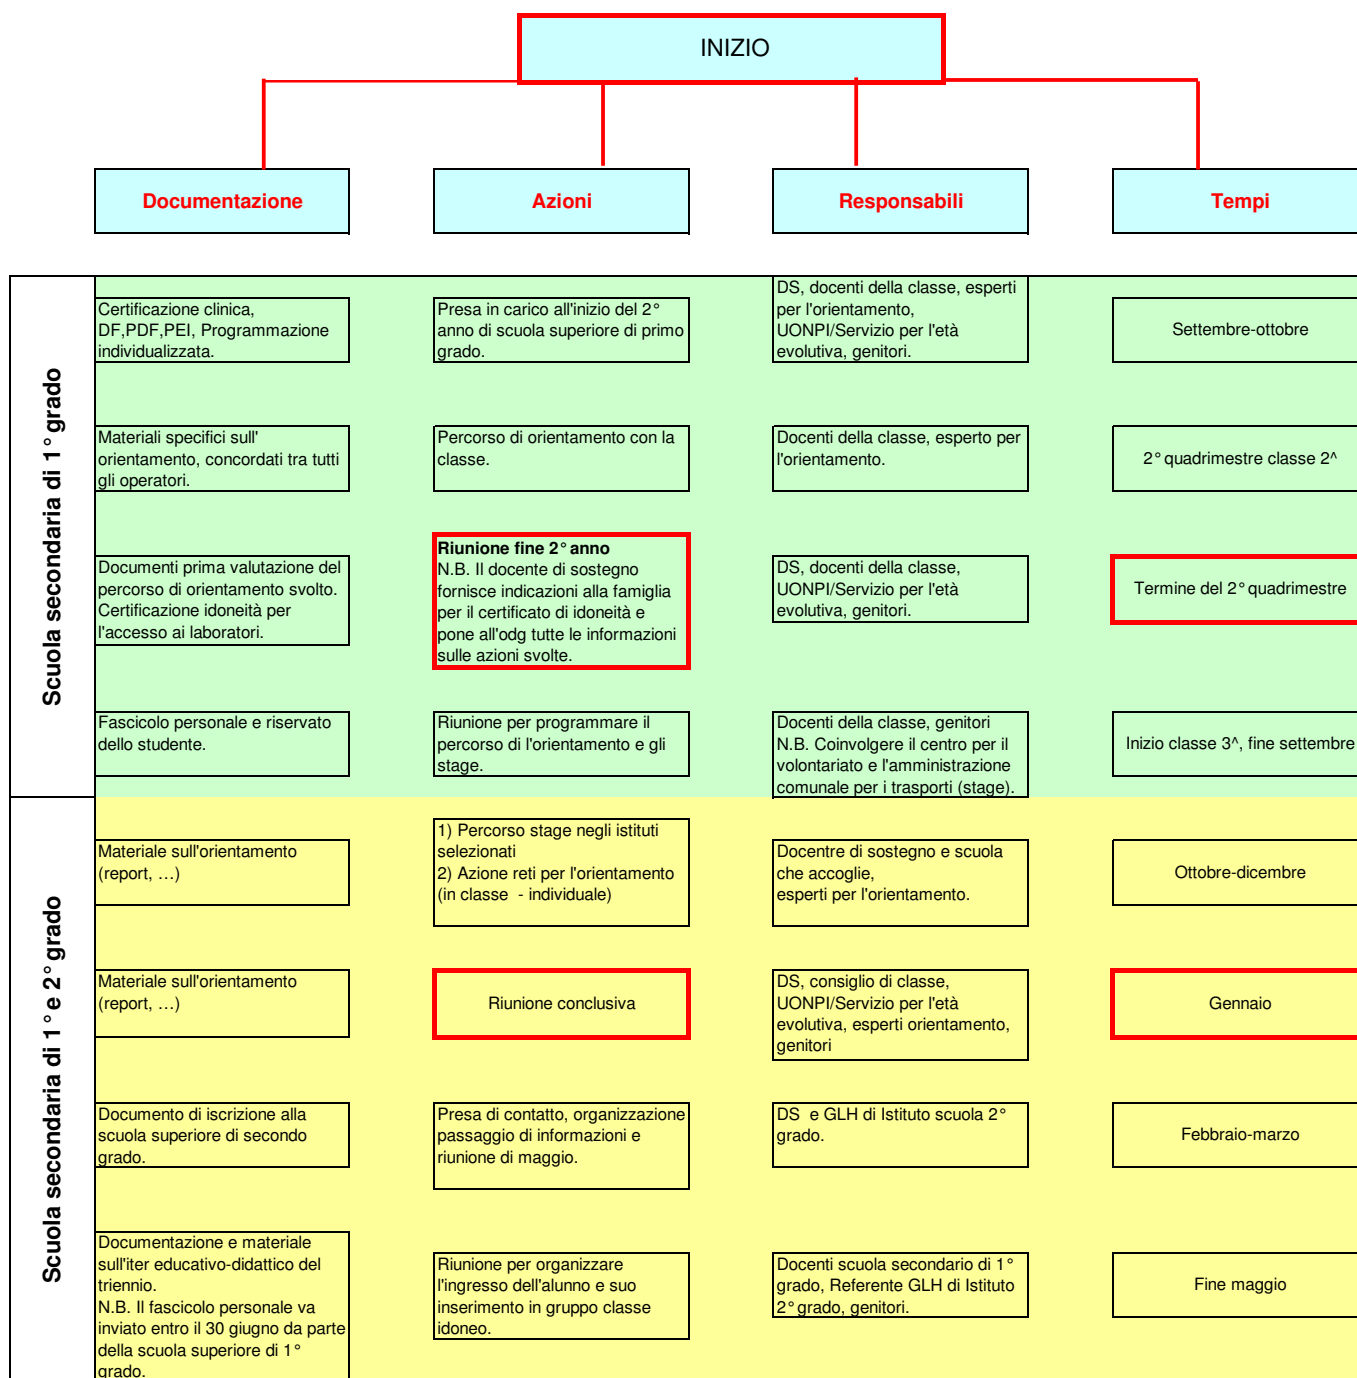 INIZIO
Documentazione
Azioni
Responsabili
Tempi
Scuola secondaria di 1° grado
Certificazione clinica,
DF,PDF,PEI, Programmazione
individualizzata.
Presa in carico all'inizio del 2°
anno di scuola superiore di primo
grado.
DS, docenti della classe, esperti
per l'orientamento,
UONPI/Servizio per l'età
evolutiva, genitori.
Settembre-ottobre
Materiali specifici sull'
orientamento, concordati tra tutti
gli operatori.
Percorso di orientamento con la
classe.
Docenti della classe, esperto per
l'orientamento.
2° quadrimestre classe 2^
Documenti prima valutazione del
percorso di orientamento svolto.
Certificazione idoneità per
l'accesso ai laboratori.
Riunione fine 2° anno
N.B. Il docente di sostegno
fornisce indicazioni alla famiglia
per il certificato di idoneità e
pone all'odg tutte le informazioni
sulle azioni svolte.
DS, docenti della classe,
UONPI/Servizio per l'età
evolutiva, genitori.
Termine del 2° quadrimestre
Fascicolo personale e riservato
dello studente.
Riunione per programmare il
percorso di l'orientamento e gli
stage.
Docenti della classe, genitori
N.B. Coinvolgere il centro per il
volontariato e l'amministrazione
comunale per i trasporti (stage).
Inizio classe 3^, fine settembre
Scuola secondaria di 1° e 2° grado
Materiale sull'orientamento
(report, …)
1) Percorso stage negli istituti
selezionati
2) Azione reti per l'orientamento
(in classe - individuale)
Docentre di sostegno e scuola
che accoglie,
esperti per l'orientamento.
Ottobre-dicembre
Materiale sull'orientamento
(report, …)
Riunione conclusiva
DS, consiglio di classe,
UONPI/Servizio per l'età
evolutiva, esperti orientamento,
genitori
Gennaio
Documento di iscrizione alla
scuola superiore di secondo
grado.
Presa di contatto, organizzazione
passaggio di informazioni e
riunione di maggio.
DS e GLH di Istituto scuola 2°
grado.
Febbraio-marzo
Documentazione e materiale
sull'iter educativo-didattico del
triennio.
N.B. Il fascicolo personale va
inviato entro il 30 giugno da parte
della scuola superiore di 1°
grado.
Riunione per organizzare
l'ingresso dell'alunno e suo
inserimento in gruppo classe
idoneo.
Docenti scuola secondario di 1°
grado, Referente GLH di Istituto
2° grado, genitori.
Fine maggio